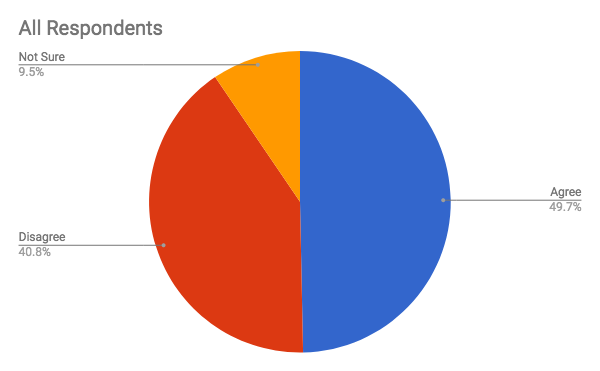 All Respondents
Not Sure
9.5%
Agree
49.7%
Disagree
40.8%